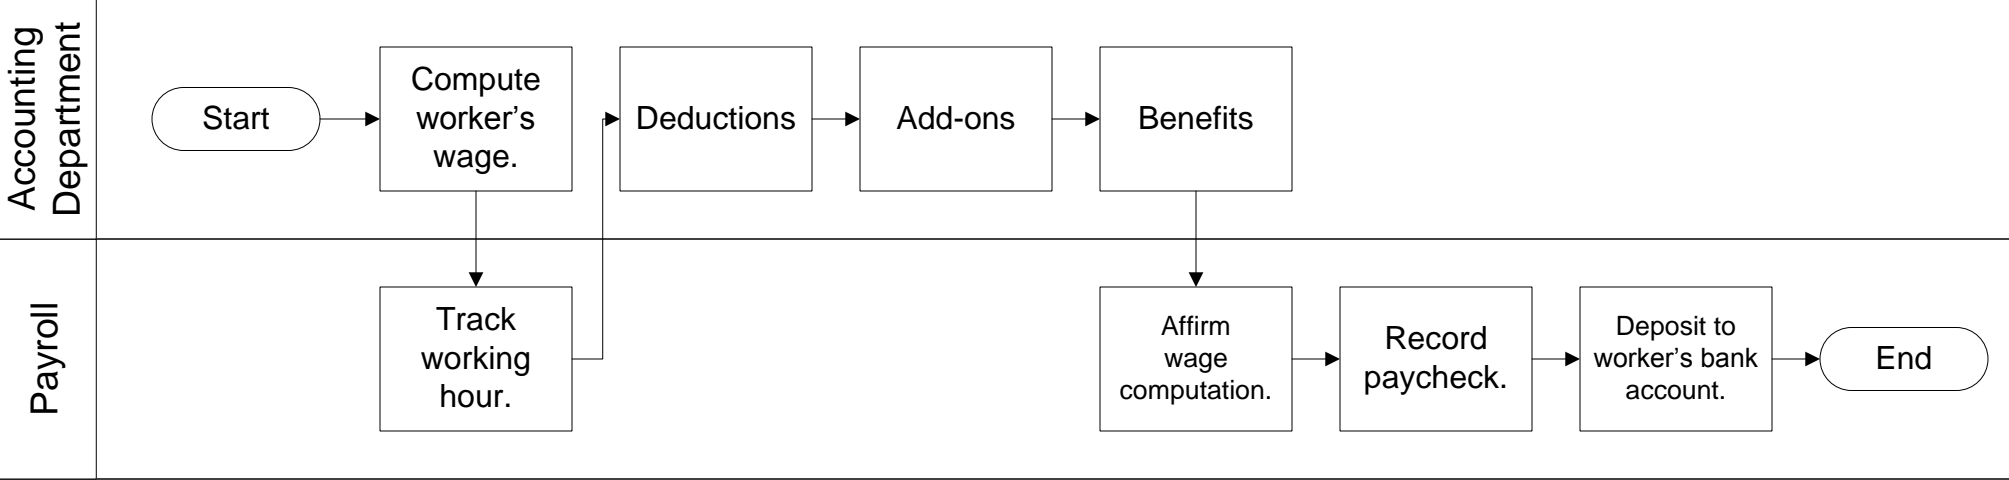 Accounting
Department
Start
Compute
worker’s
wage.
Deductions
Add-ons
Benefits
Payroll
Track
working
hour.
Affirm
wage
computation.
Record
paycheck.
Deposit to
worker’s bank
account.
End